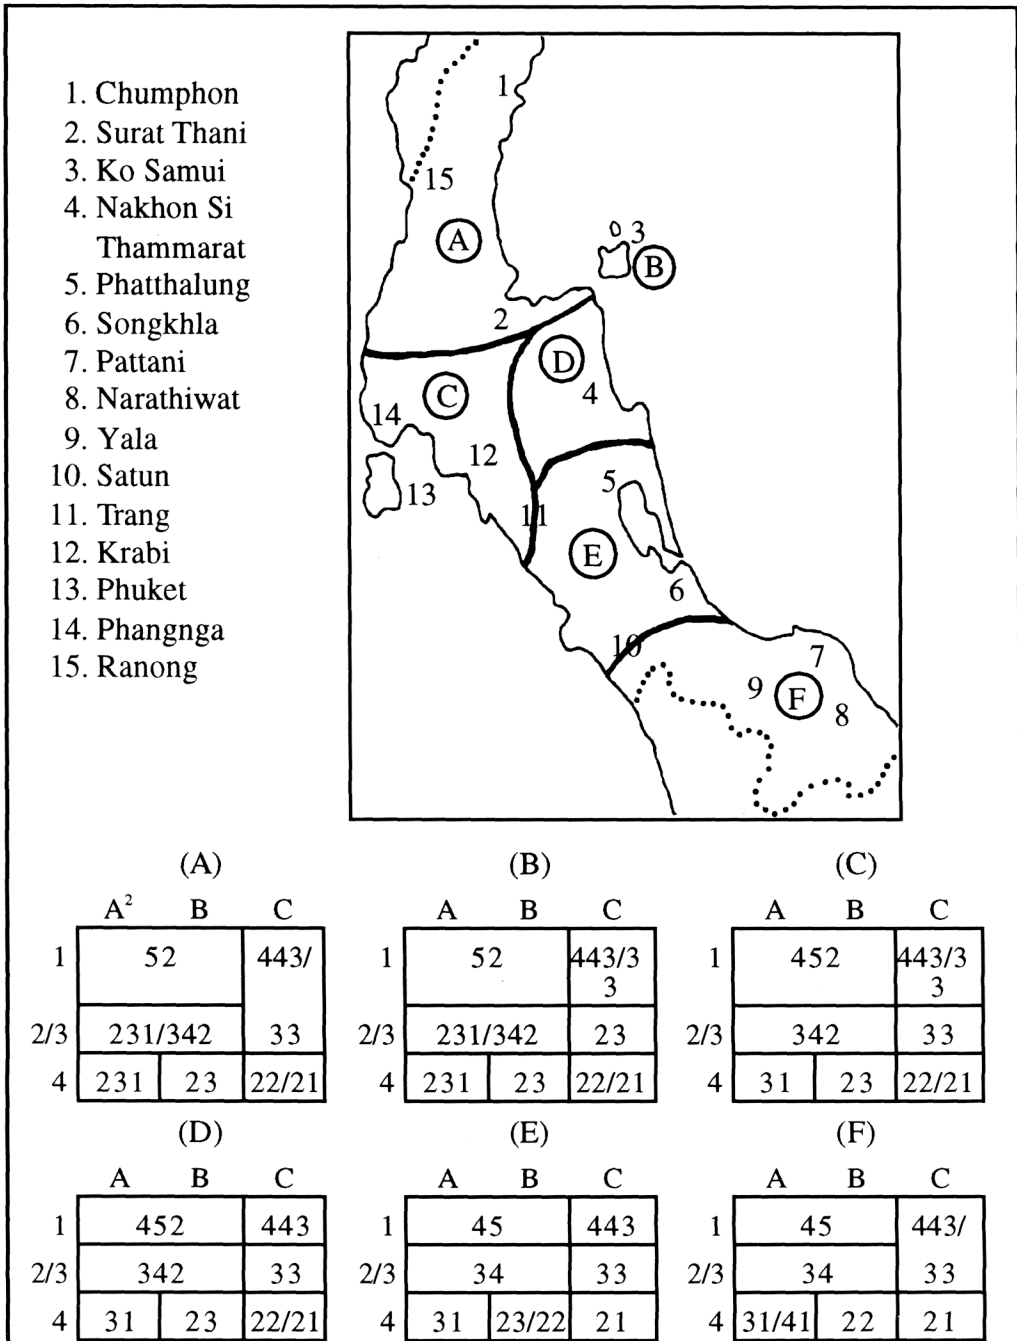 1. Chumphon
2. Surat Thani
3. Ko Samui
4. Nakhon Si
Thammarat
5. Phatthalung
6. Songkhla
7. Pattani
8. Narathiwat
9. Yala
10. Satun
11. Trang
12. Krabi
13. Phuket
14. Phangnga
15. Ranong
1
15
A
3
B
2
D
C
4
14
12
5
13
11
E
6
10
7
9
F
8
(A)
A² B C
1 52 443/
2/3 231/342 33
4 231 23 22/21
(B)
A B C
1 52 443/3
3
2/3 231/342 23
4 231 23 22/21
(C)
A B C
1 452 443/3
3
2/3 342 33
4 31 23 22/21
(D)
A B C
1 452 443
2/3 342 33
4 31 23 22/21
(E)
A B C
1 45 443
2/3 34 33
4 31 23/22 21
(F)
A B C
1 45 443/
2/3 34 33
4 31/41 22 21